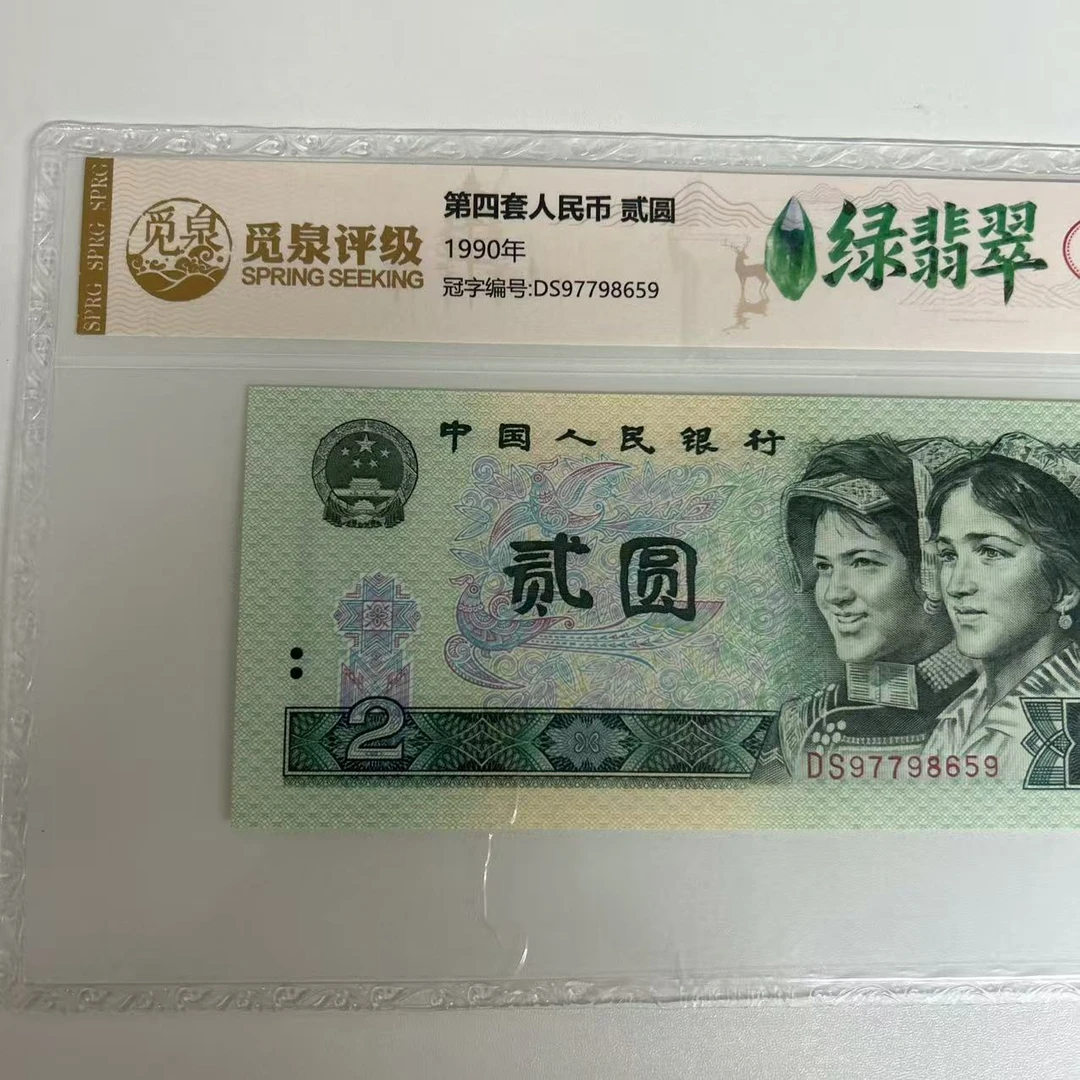 SPRG SPRG SPRG
觅泉
觅泉评级
SPRING SEEKING
第四套人民币 贰圆
1990年
冠字编号:DS97798659
绿翡翠
中国人民银行
贰圆
2
DS97798659